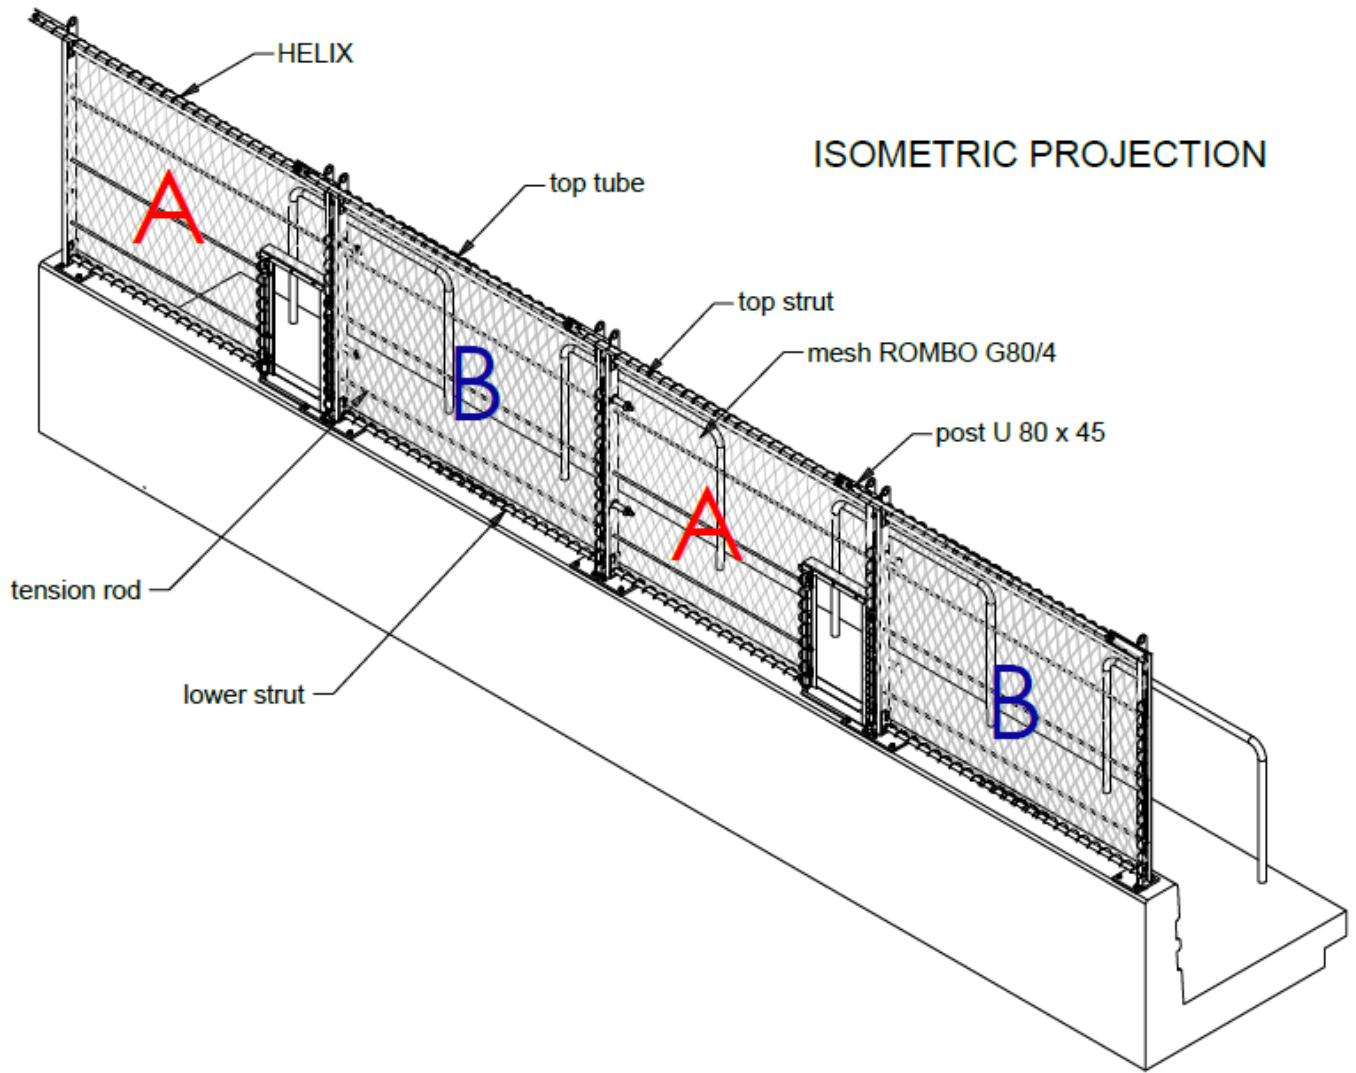 HELIX
ISOMETRIC PROJECTION
top tube
A
top strut
mesh ROMBO G80/4
B
post U 80 x 45
A
tension rod
B
lower strut